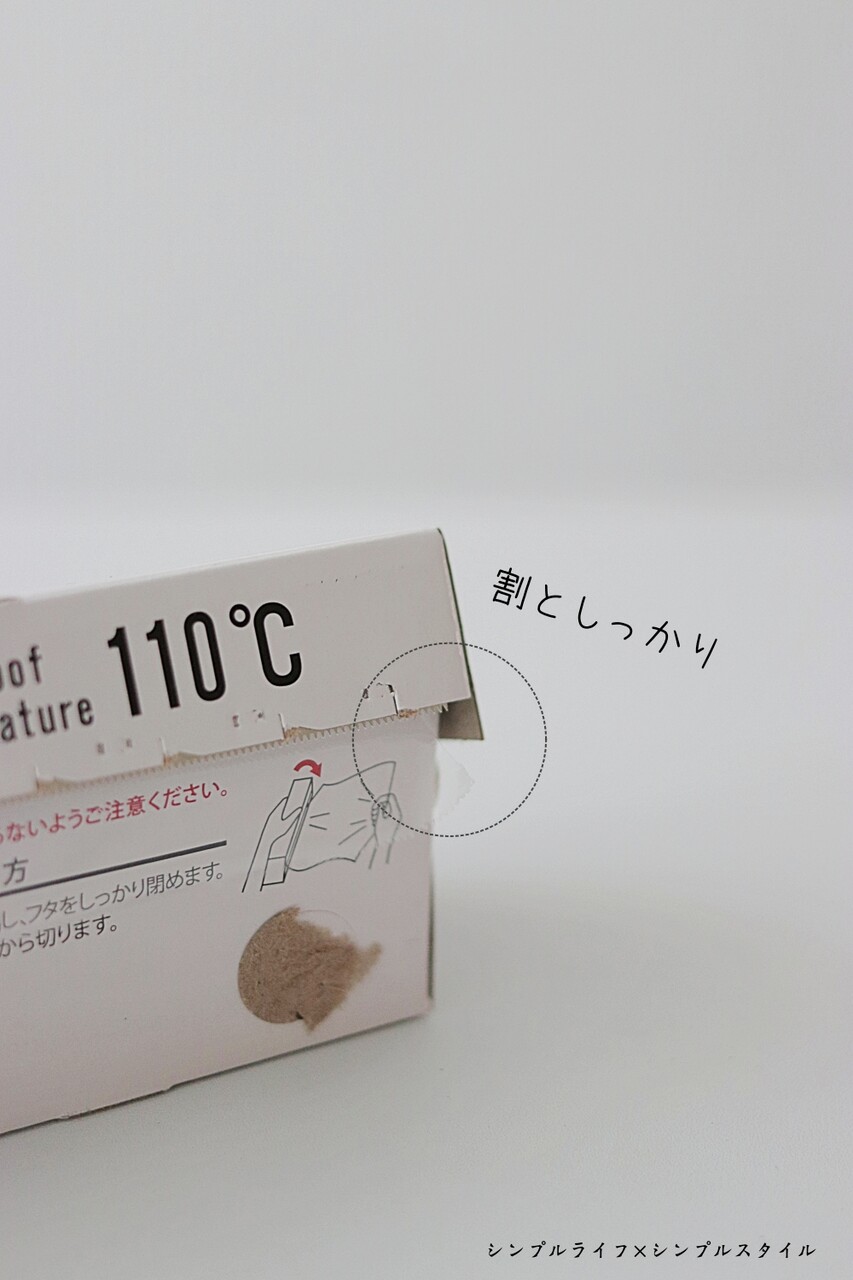 割としっかり
oof
ature
110℃
らないようご注意ください。
方
し、フタをしっかり閉めます。
から切ります。
シンプルライフ×シンプルスタイル